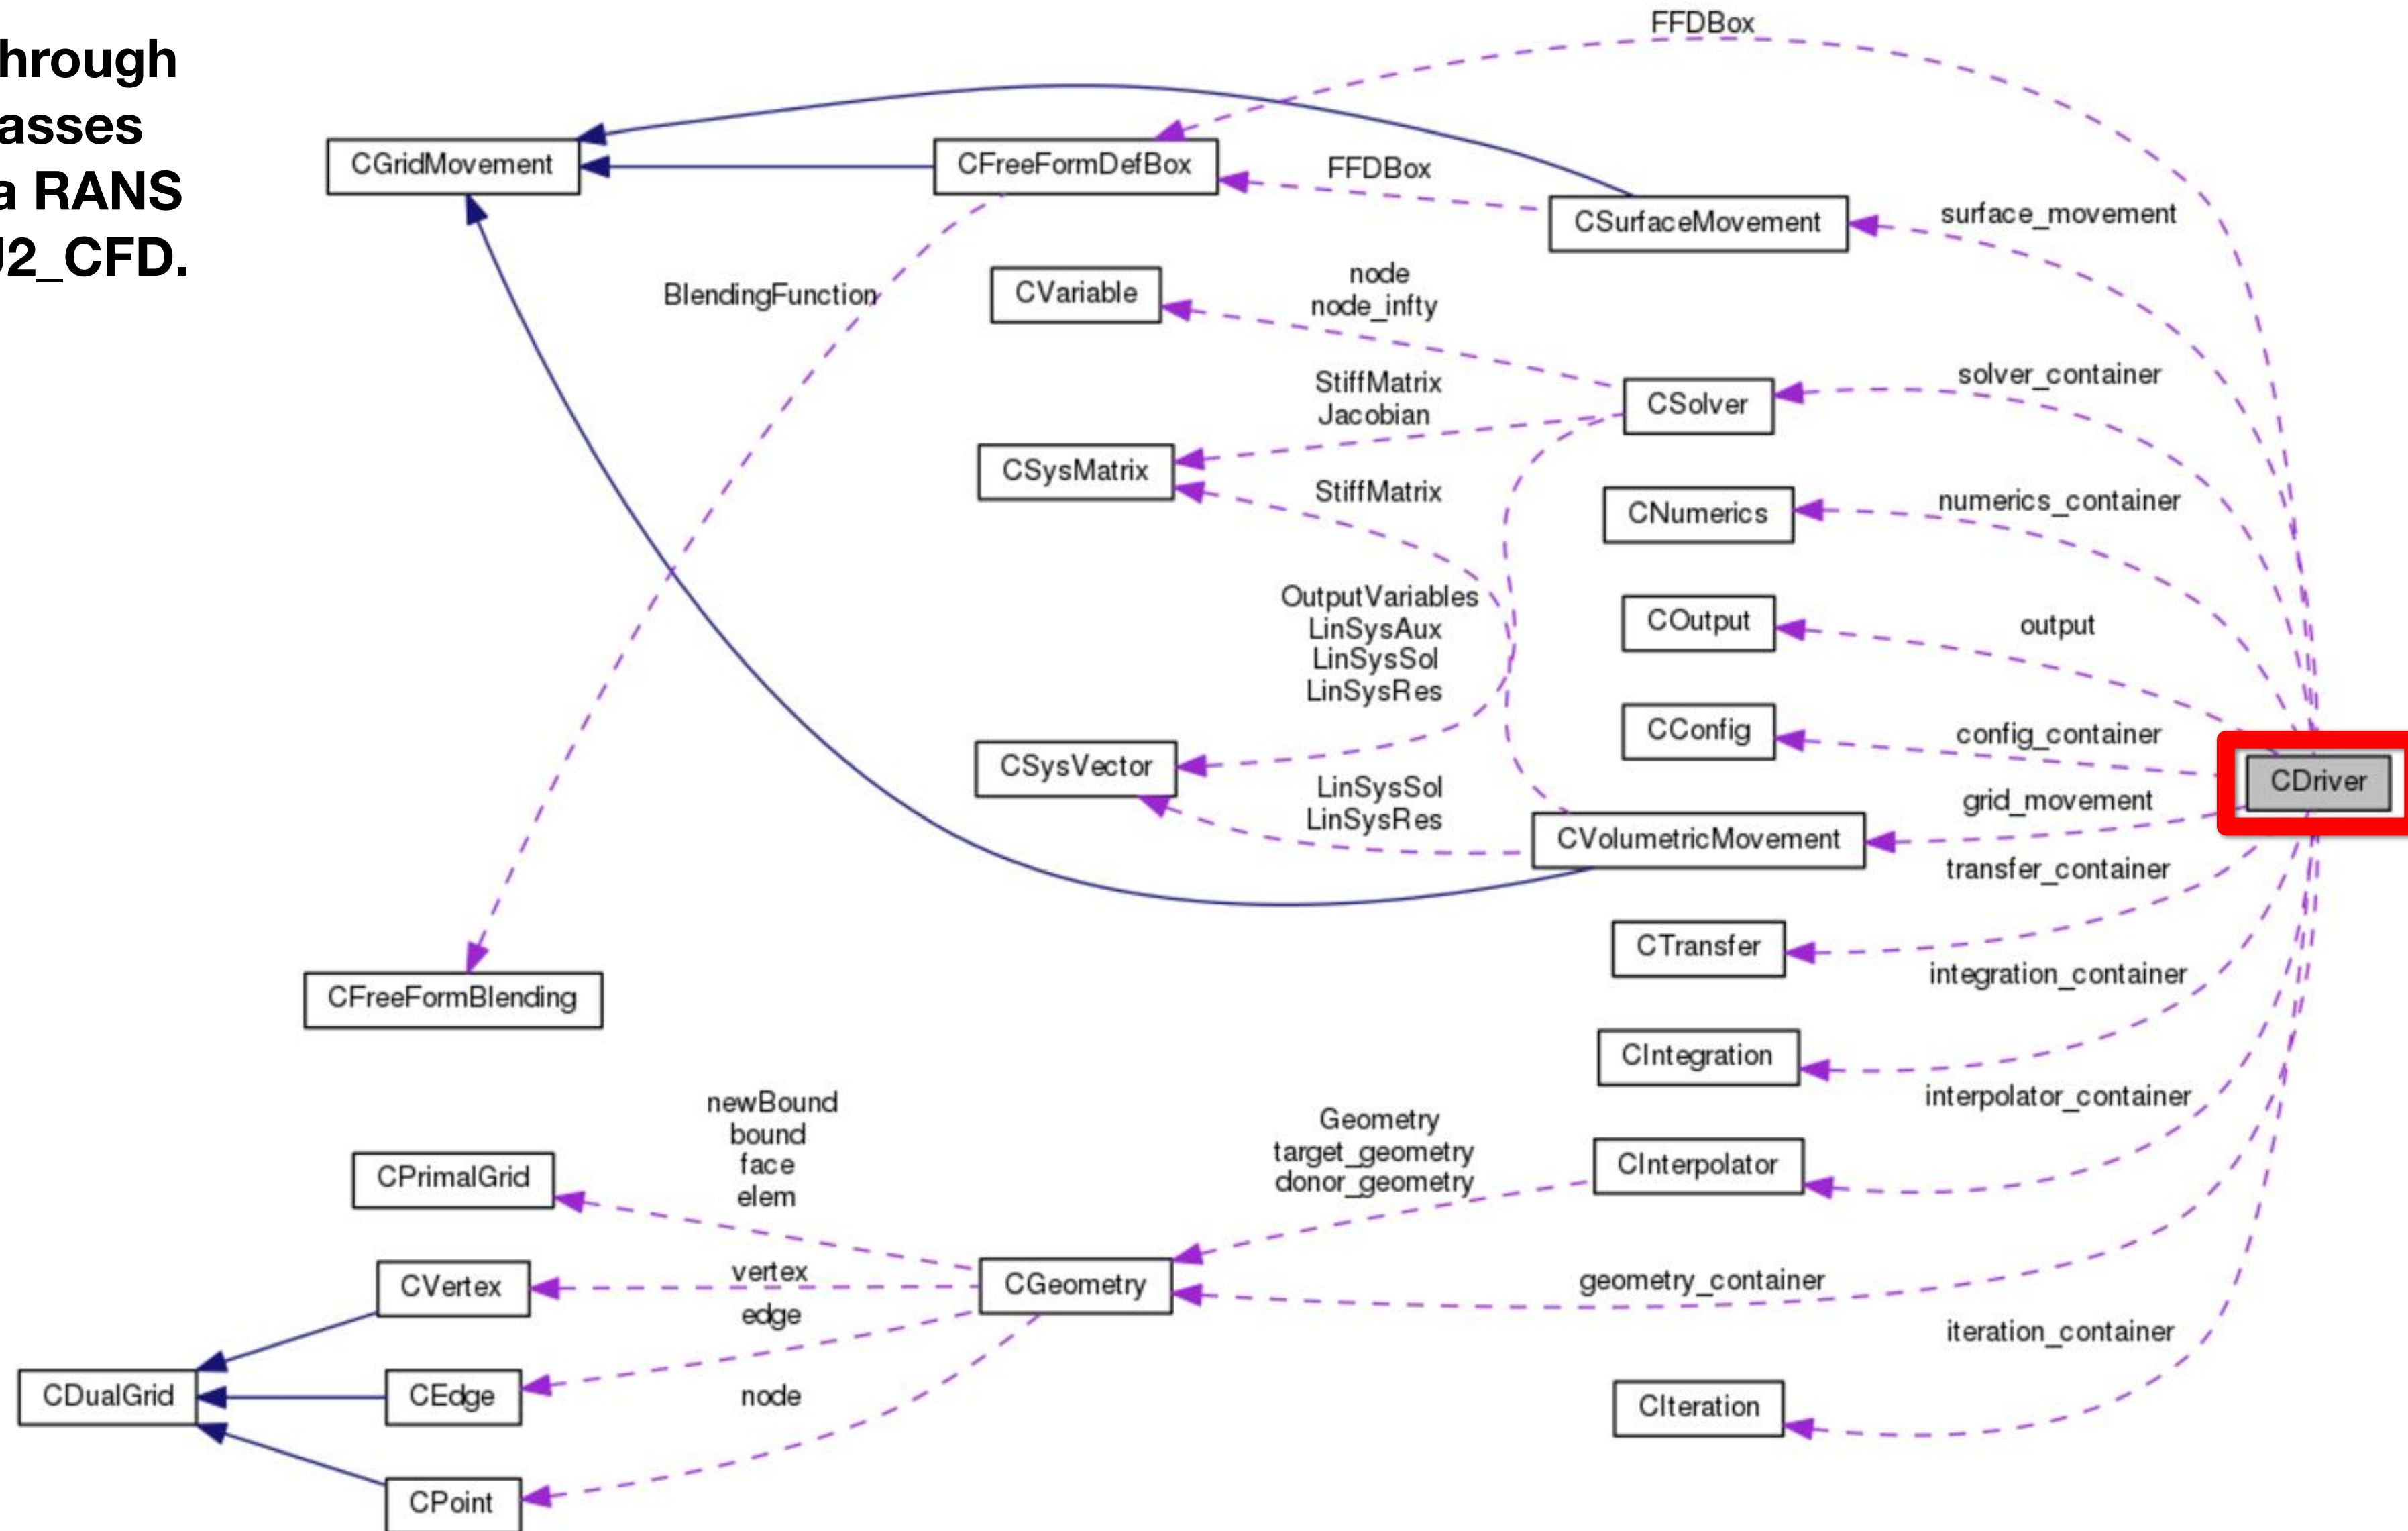 hrough
asses
a RANS
J2_CFD.
FFDBox
CGridMovement
CFreeFormDefBox
FFDBox
CSurfaceMovement
surface_movement
BlendingFunction
CVariable
node
node_infty
StiffMatrix
Jacobian
CSolver
solver_container
CSysMatrix
StiffMatrix
CNumerics
numerics_container
OutputVariables
LinSysAux
LinSysSol
LinSysRes
COutput
output
CConfig
config_container
CDriver
CSysVector
LinSysSol
LinSysRes
grid_movement
CVolumetricMovement
transfer_container
CTransfer
CFreeFormBlending
integration_container
CIntegration
interpolator_container
newBound
bound
face
elem
CPrimalGrid
Geometry
target_geometry
donor_geometry
CInterpolator
CVertex
vertex
CGeometry
geometry_container
edge
iteration_container
CDualGrid
CEdge
node
CIteration
CPoint